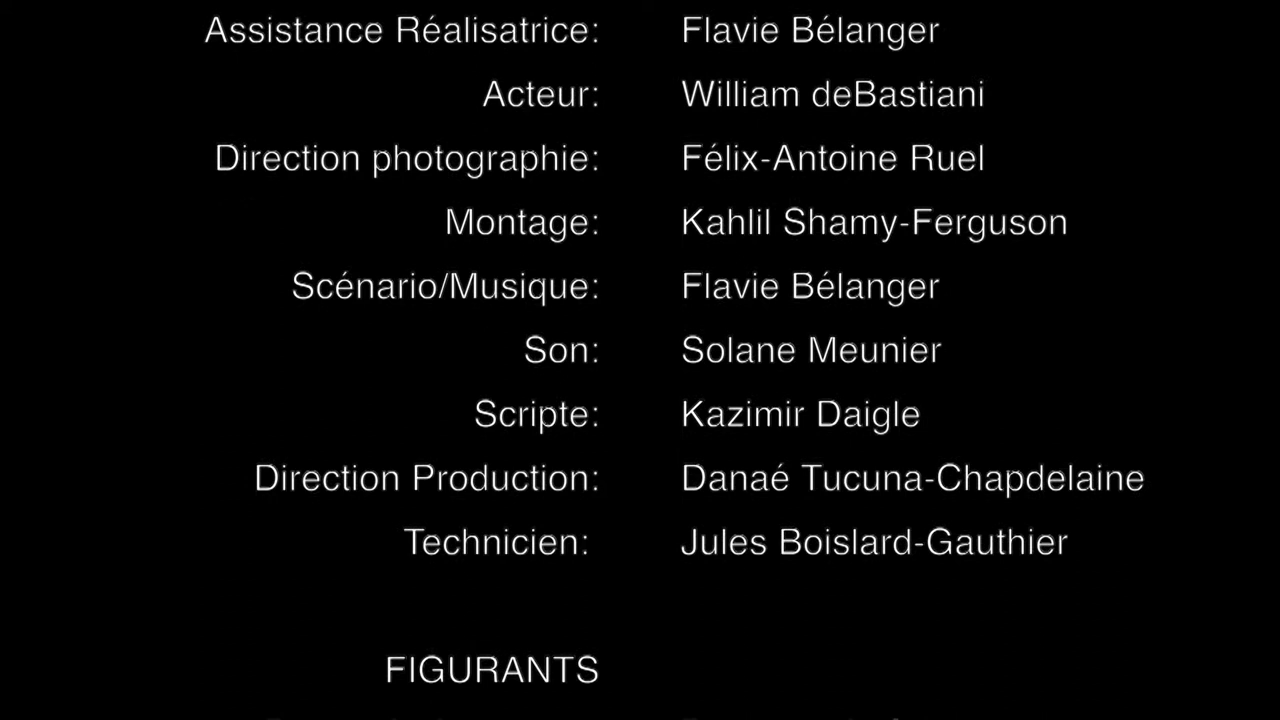 Assistance Réalisatrice: Flavie Bélanger
Acteur: William deBastiani
Direction photographie: Félix-Antoine Ruel
Montage: Kahlil Shamy-Ferguson
Scénario/Musique: Flavie Bélanger
Son: Solane Meunier
Scripte: Kazimir Daigle
Direction Production: Danaé Tucuna-Chapdelaine
Technicien: Jules Boislard-Gauthier
FIGURANTS